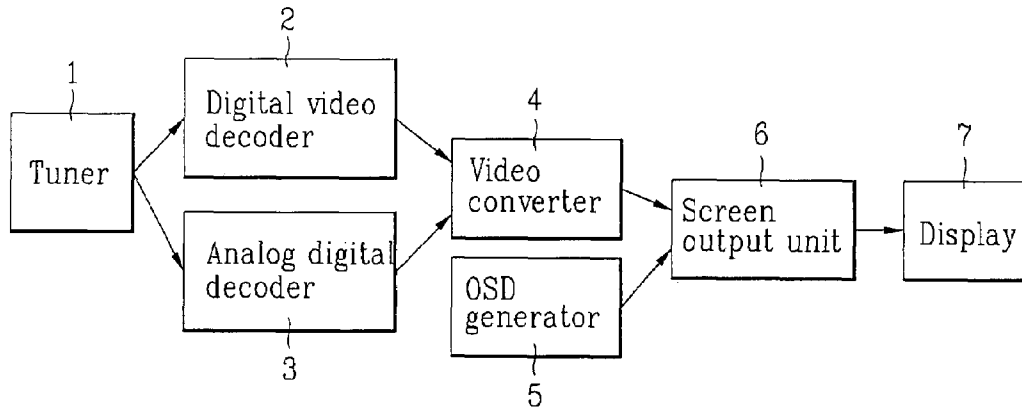 1
Tuner
2
Digital video
decoder
Analog digital
decoder
3
4
Video
converter
OSD
generator
5
6
Screen
output unit
7
Display